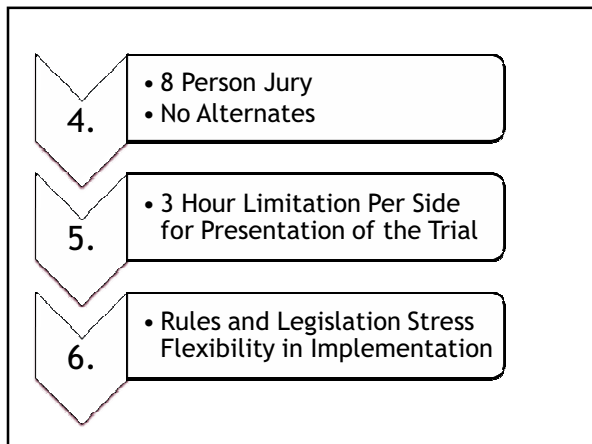 4.
• 8 Person Jury
• No Alternates
5.
• 3 Hour Limitation Per Side
for Presentation of the Trial
6.
• Rules and Legislation Stress
Flexibility in Implementation